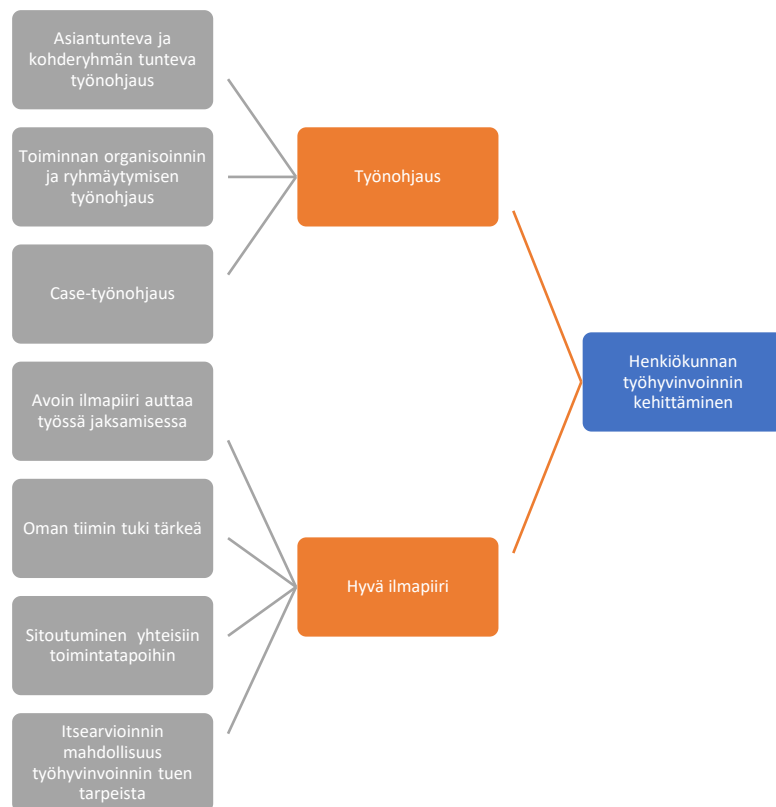 Asiantunteva ja
kohderyhmän tunteva
työnohjaus
Toiminnan organisoinnin
ja ryhmäytymisen
työnohjaus
Case-työnohjaus
Avoin ilmapiiri auttaa
työssä jaksamisessa
Oman tiimin tuki tärkeä
Sitoutuminen yhteisiin
toimintatapoihin
Itsearvioinnin
mahdollisuus
työhyvinvoinnin tuen
tarpeista
Työnohjaus
Hyvä ilmapiiri
Henkiökunnan
työhyvinvoinnin
kehittäminen